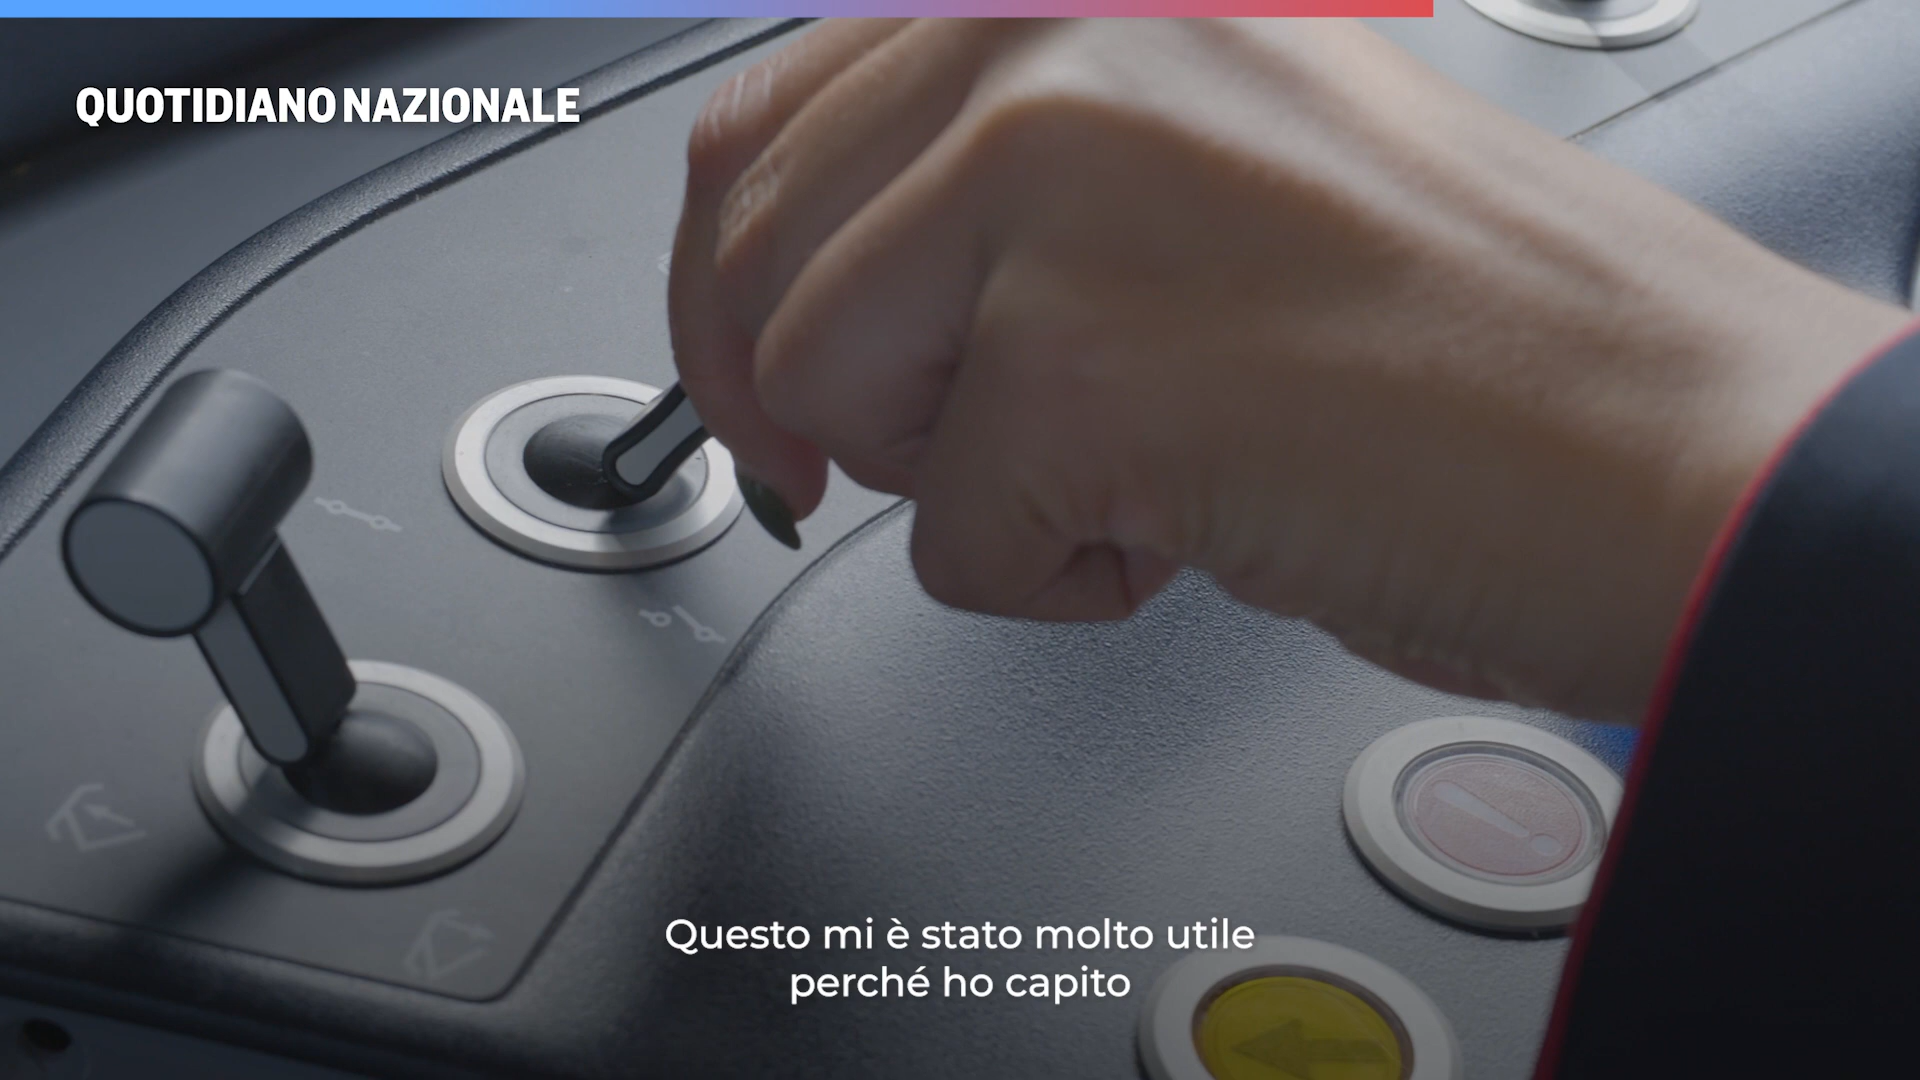 QUOTIDIANO NAZIONALE
Questo mi è stato molto utile
perché ho capito